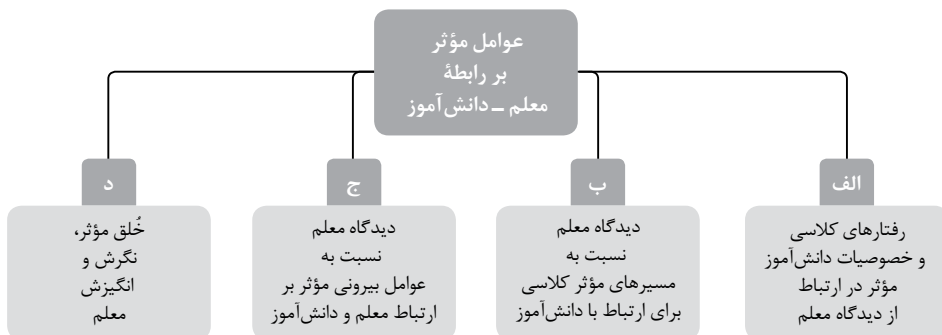 عوامل مؤثر
بر رابطۀ
معلم ــ دانش‌آموز
الف
رفتارهای کلاسی
و خصوصیات دانش‌آموز
مؤثر در ارتباط
از دیدگاه معلم
ب
دیدگاه معلم
نسبت به
مسیرهای مؤثر کلاسی
برای ارتباط با دانش‌آموز
ج
دیدگاه معلم
نسبت به
عوامل بیرونی مؤثر بر
ارتباط معلم و دانش‌آموز
د
خُلق مؤثر،
نگرش و
انگیزش
معلم